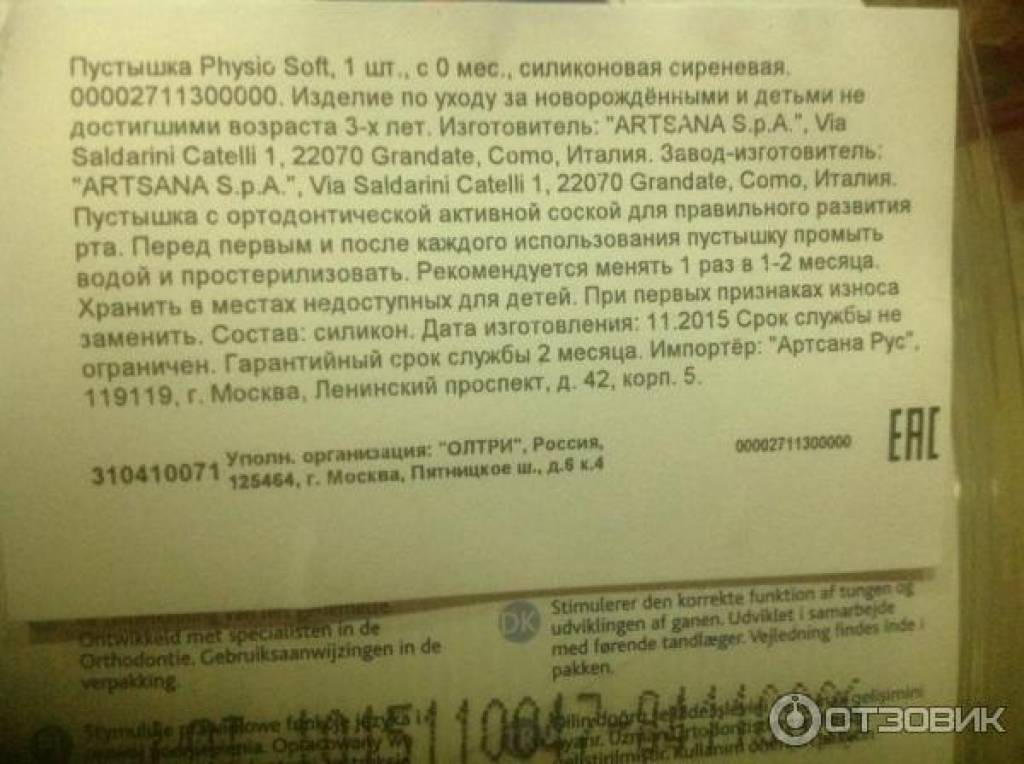 Пустышка Physio Soft, 1 шт., с 0 мес., силиконовая сиреневая.
00002711300000. Изделие по уходу за новорождёнными и детьми не
достигшими возраста 3-х лет. Изготовитель: "ARTSANA S.p.A.", Via
Saldarini Catelli 1, 22070 Grandate, Como, Италия. Завод-изготовитель:
"ARTSANA S.p.A.", Via Saldarini Catelli 1, 22070 Grandate, Como, Италия.
Пустышка с ортодонтической активной соской для правильного развития
рта. Перед первым и после каждого использования пустышку промыть
водой и простерилизовать. Рекомендуется менять 1 раз в 1-2 месяца.
Хранить в местах недоступных для детей. При первых признаках износа
заменить. Состав: силикон. Дата изготовления: 11.2015 Срок службы не
ограничен. Гарантийный срок службы 2 месяца. Импортёр: "Артсана Рус",
119119, г. Москва, Ленинский проспект, д. 42, корп. 5.
310410071
Уполн. организация: "ОЛТРИ", Россия,
125464, г. Москва, Пятницкое ш., д.6 к.4
00002711300000
EAC
Ontwikkeld met specialisten in de
Orthodontie. Gebruiksaanwijzingen in de
verpakking.
DK
Stimulerer den korrekte funktion af tungen og
udviklingen af ganen. Udviklet i samarbejde
med førende tandlæger. Vejledning findes inde i
pakken.
Stymuluje funkcje języka i
gelişimini
ОТЗОВИК